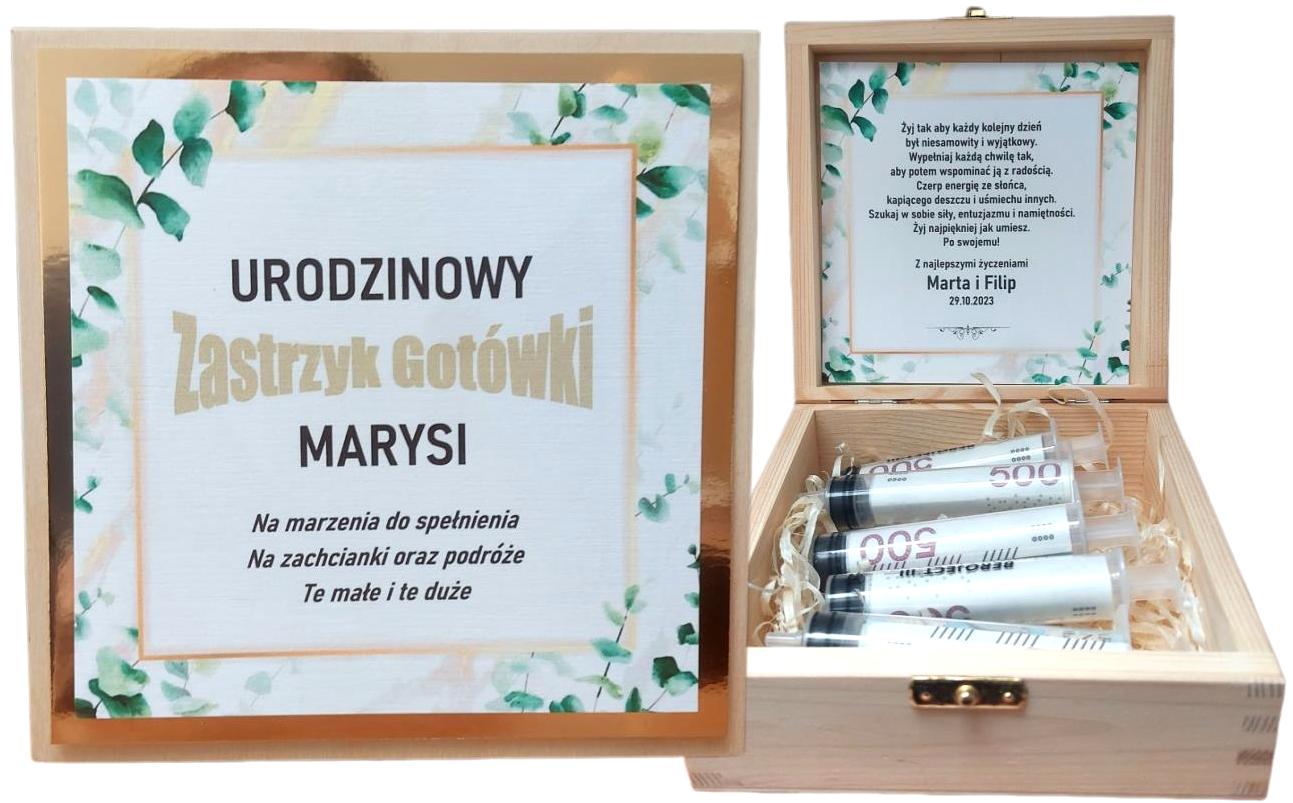 URODZINOWY
Zastrzyk Gotówki
MARYSI
Na marzenia do spełnienia
Na zachcianki oraz podróże
Te małe i te duże
Żyj tak aby każdy kolejny dzień
był niesamowity i wyjątkowy.
Wypełniaj każdą chwilę tak,
aby potem wspominać ją z radością.
Czerp energię ze słońca,
kapiącego deszczu i uśmiechu innych.
Szukaj w sobie siły, entuzjazmu i namiętności.
Żyj najpiękniej jak umiesz.
Po swojemu!
Z najlepszymi życzeniami
Marta i Filip
29.10.2023
500
500
500
BEROJECT III